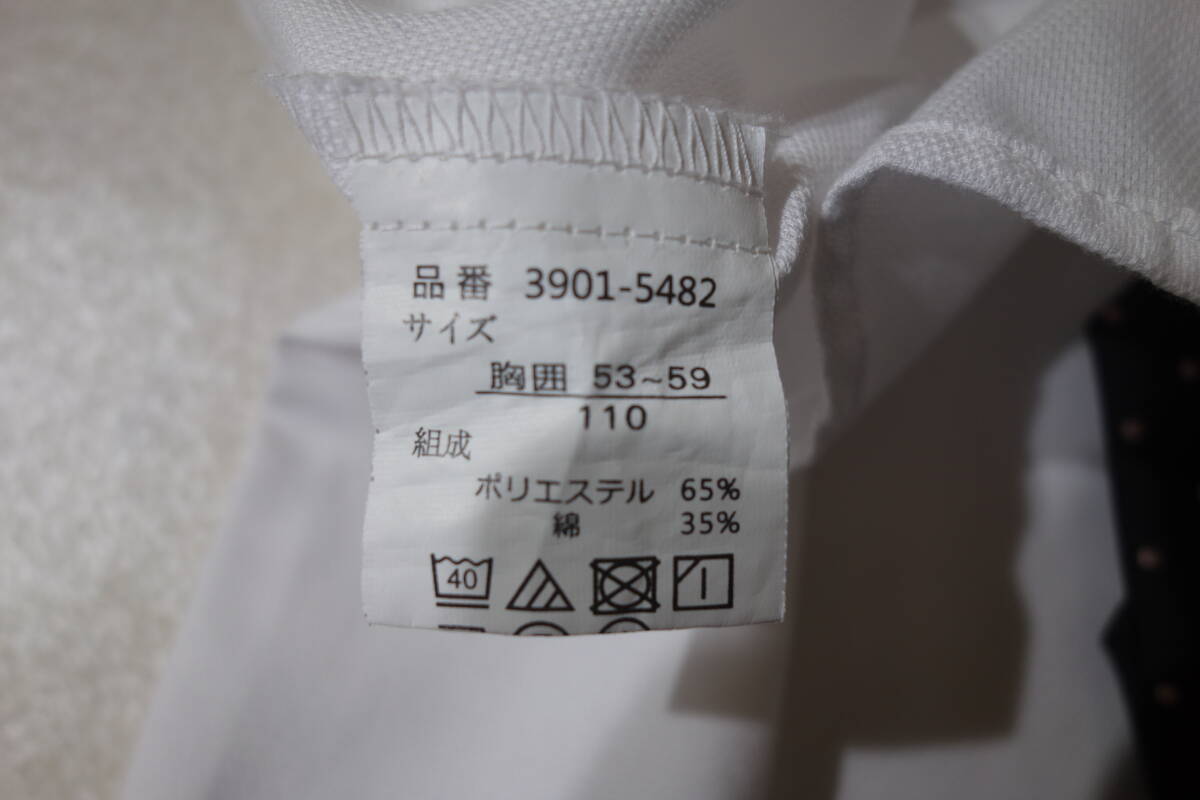 品番 3901-5482
サイズ
胸囲 53~59
110
組成
ポリエステル 65%
綿 35%
40